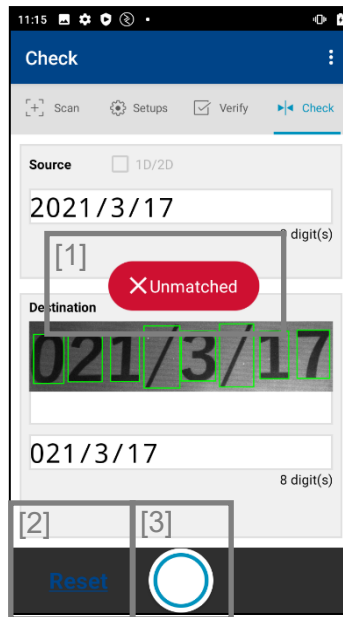 11:15
Check
Scan Setups Verify Check
Source 1D/2D
2021/3/17
digit(s)
[1]
Unmatched
Destination
021/3/17
021/3/17
8 digit(s)
[2] [3]
Reset